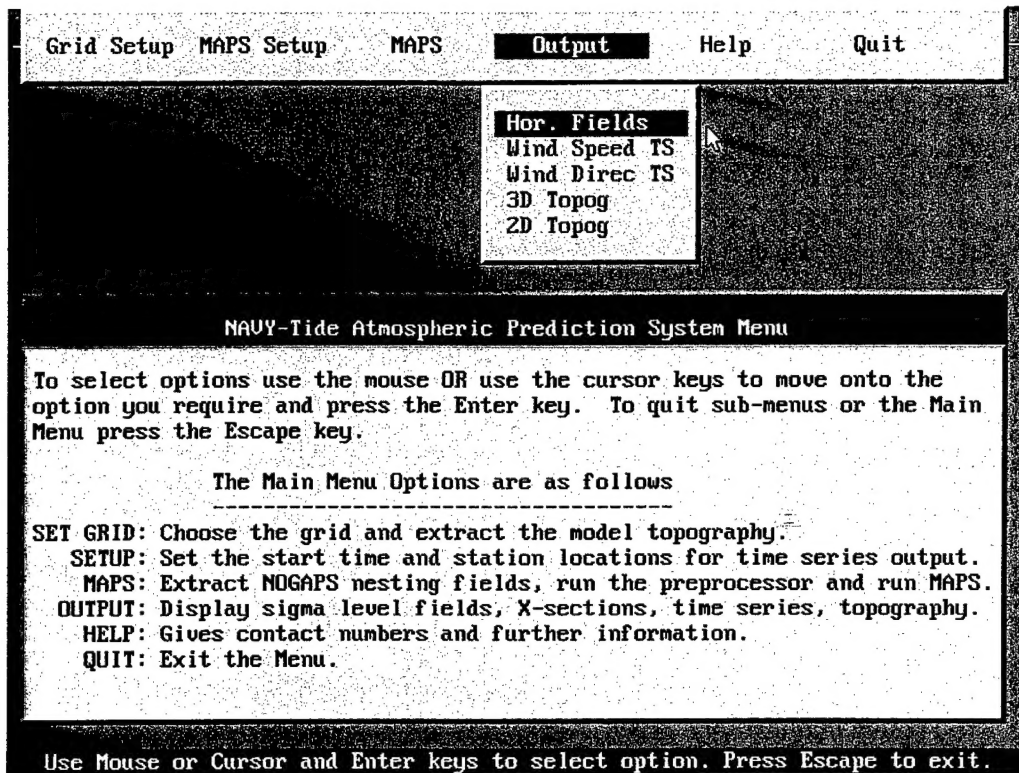 Grid Setup MAPS Setup MAPS Output Help Quit
Hor. Fields
Wind Speed TS
Wind Direc TS
3D Topog
2D Topog
NAVY-Tide Atmospheric Prediction System Menu
To select options use the mouse OR use the cursor keys to move onto the
option you require and press the Enter key. To quit sub-menus or the Main
Menu press the Escape key.
The Main Menu Options are as follows
-------------------------------------
SET GRID: Choose the grid and extract the model topography.
SETUP: Set the start time and station locations for time series output.
MAPS: Extract NOGAPS nesting fields, run the preprocessor and run MAPS.
OUTPUT: Display sigma level fields, X-sections, time series, topography.
HELP: Gives contact numbers and further information.
QUIT: Exit the Menu.
Use Mouse or Cursor and Enter keys to select option. Press Escape to exit.